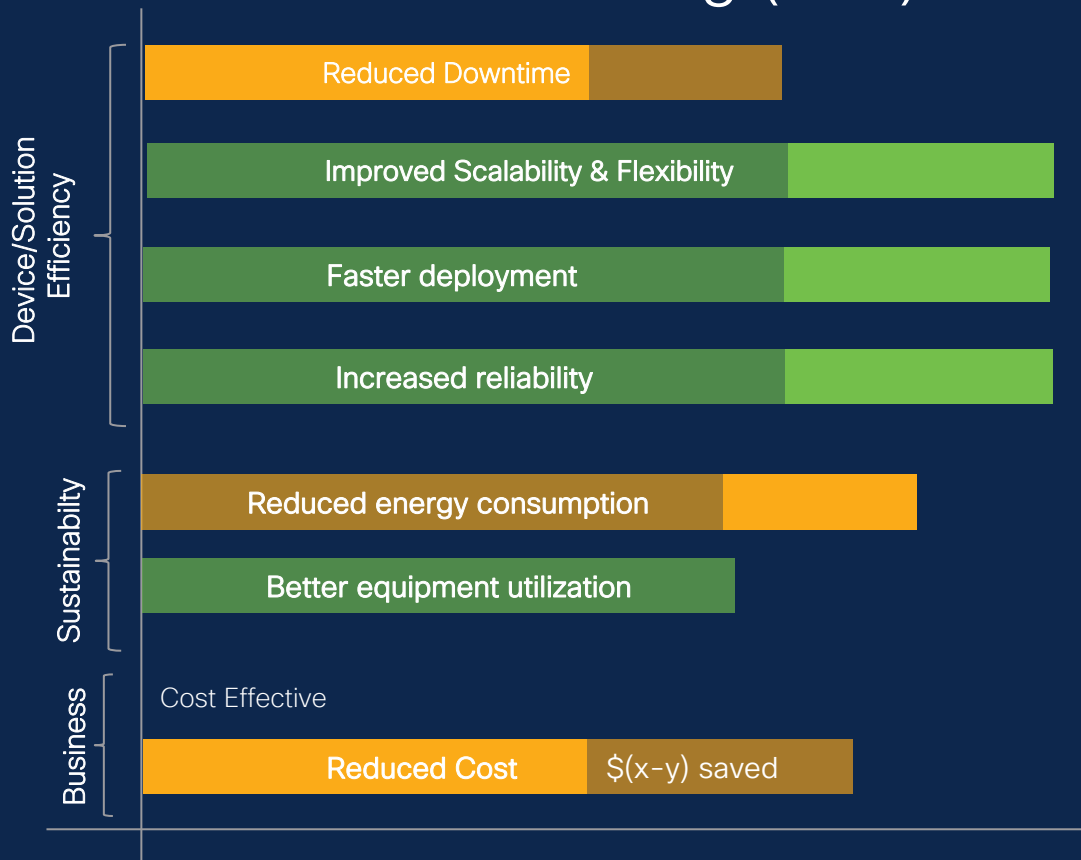 Device/Solution
Efficiency
Reduced Downtime
Improved Scalability & Flexibility
Faster deployment
Increased reliability
Sustainabilty
Reduced energy consumption
Better equipment utilization
Business
Cost Effective
Reduced Cost
$(x-y) saved